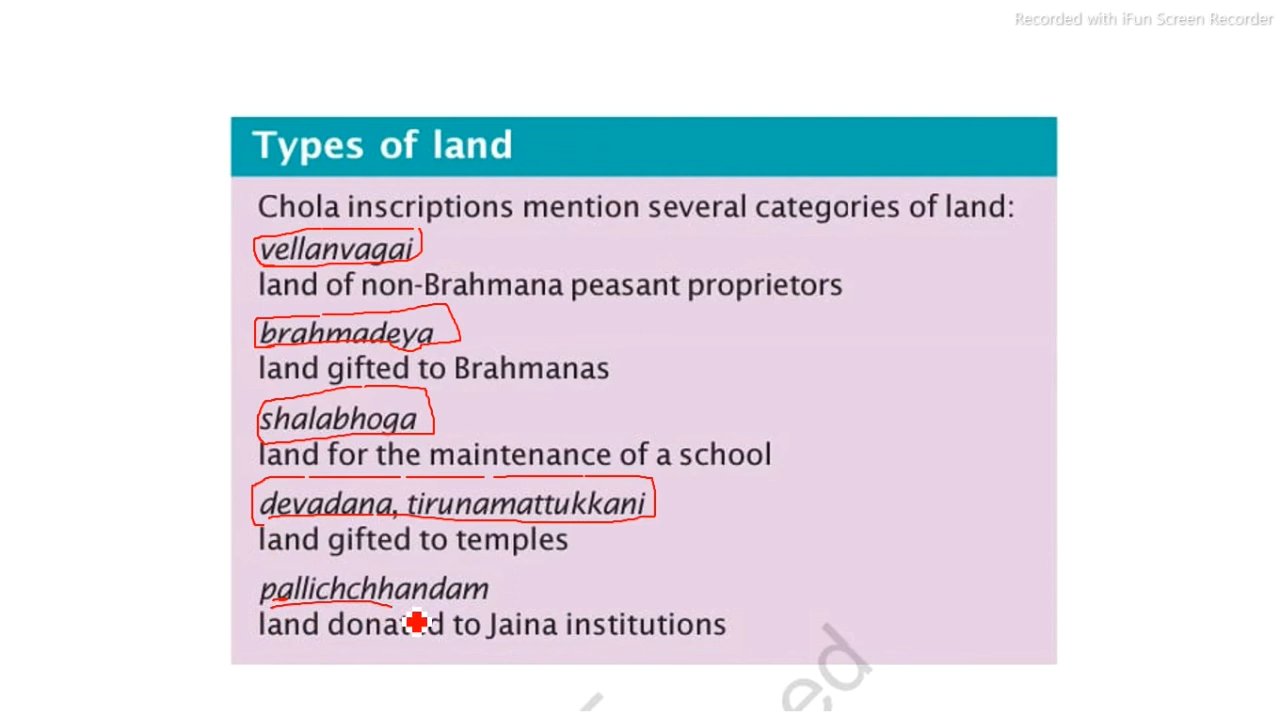 Recorded with iFun Screen Recorder
Types of land
Chola inscriptions mention several categories of land:
vellanvagai
land of non-Brahmana peasant proprietors
brahmadeya
land gifted to Brahmanas
shalabhoga
land for the maintenance of a school
devadana, tirunamattukkani
land gifted to temples
pallichchhandam
land donated to Jaina institutions